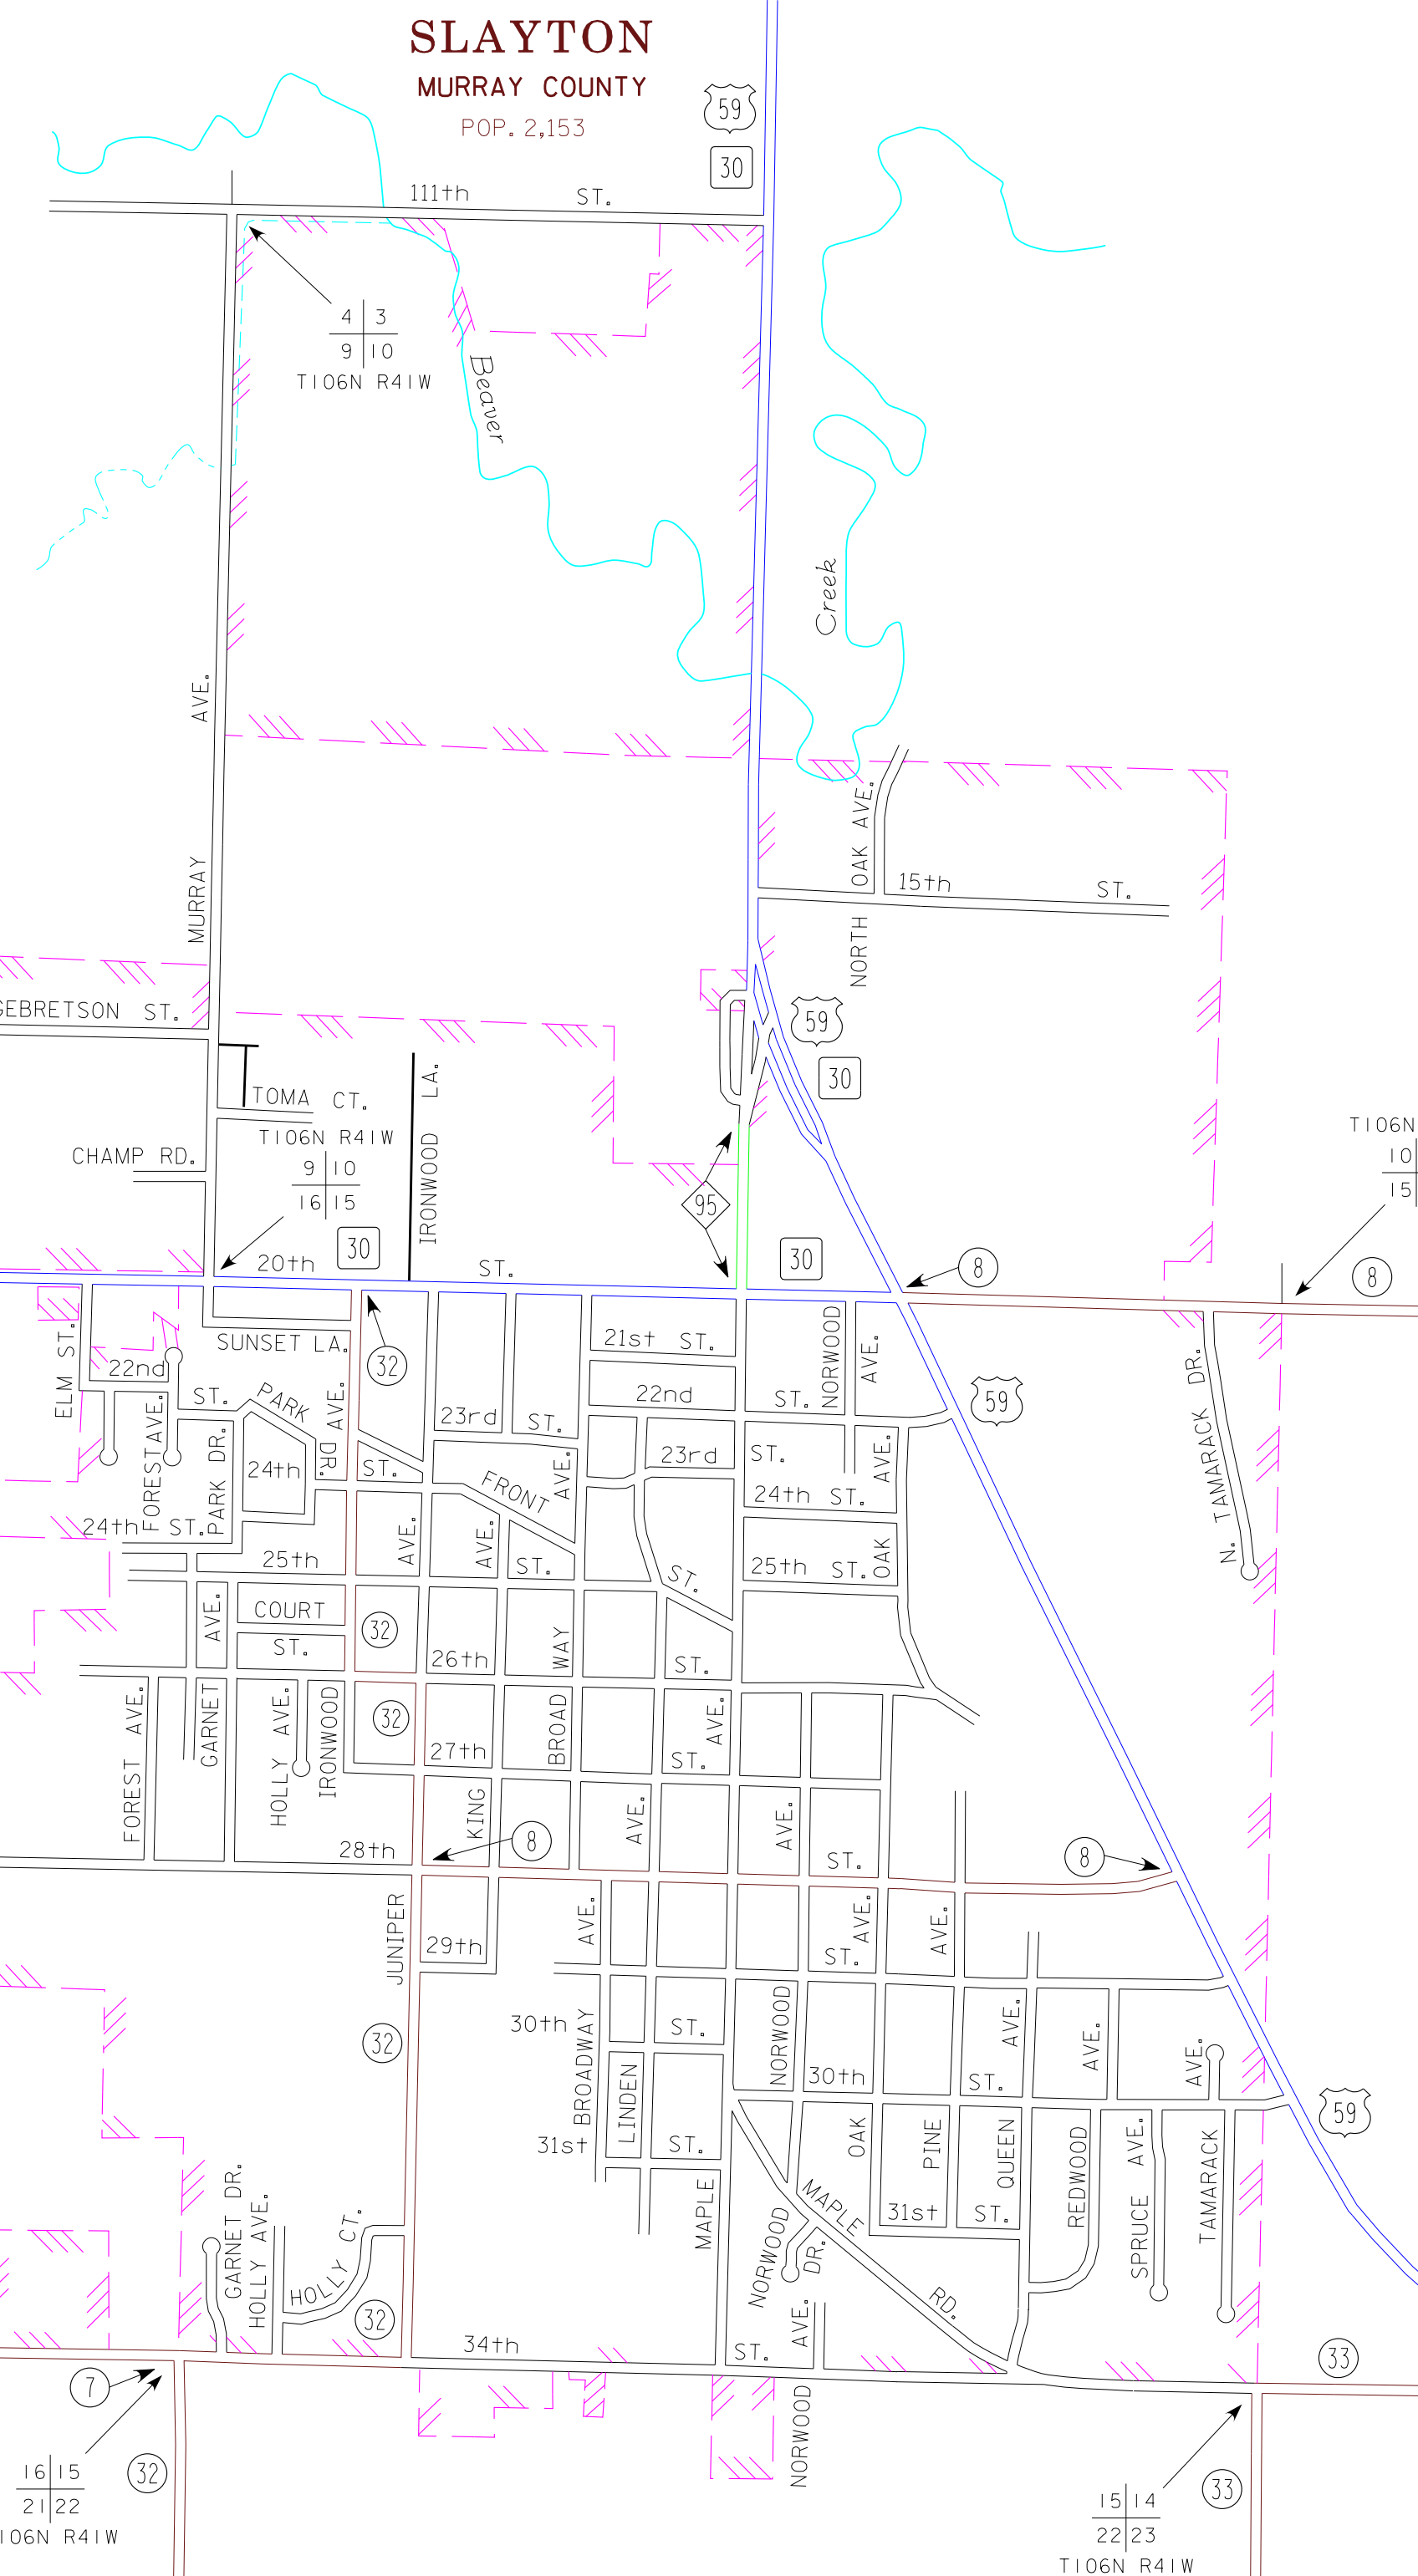 SLAYTON
MURRAY COUNTY
POP. 2,153
59
30
111th ST.
4 3
9 10
T106N R41W
Beaver
Creek
MURRAY AVE.
NORTH OAK AVE.
15th ST.
GEBRETSON ST.
59
30
TOMA CT.
IRONWOOD LA.
T106N
CHAMP RD.
T106N R41W
9 10
16 15
10
15
95
30
20th ST.
30
8
8
SUNSET LA.
21st ST.
NORWOOD AVE.
ELM ST.
32
22nd ST.
22nd ST.
59
N. TAMARACK DR.
PARK DR.
AVE.
23rd ST.
23rd ST.
FOREST AVE.
PARK DR.
24th ST.
FRONT ST.
AVE.
24th ST.
OAK AVE.
24th ST.
25th ST.
25th ST.
AVE.
AVE.
COURT ST.
GARNET AVE.
32
26th ST.
BROAD WAY
FOREST AVE.
HOLLY AVE.
IRONWOOD
32
27th ST.
AVE.
KING
AVE.
AVE.
28th ST.
8
8
JUNIPER
29th ST.
AVE.
AVE.
AVE.
32
30th ST.
BROADWAY
NORWOOD
30th ST.
AVE.
AVE.
AVE.
LINDEN
59
31st ST.
OAK
PINE
QUEEN
REDWOOD
SPRUCE AVE.
TAMARACK
MAPLE
MAPLE RD.
31st ST.
GARNET DR.
HOLLY AVE.
HOLLY CT.
NORWOOD DR.
32
34th ST.
AVE.
NORWOOD
33
7
16 15
21 22
T106N R41W
32
33
15 14
22 23
T106N R41W